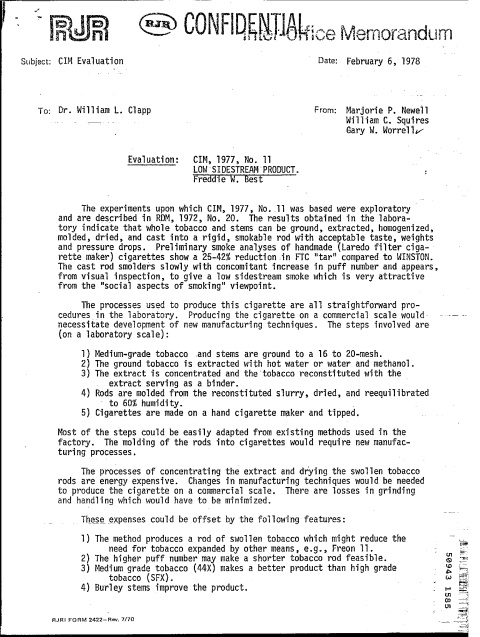 RJR RJR CONFIDENTIAL
Inter-Office Memorandum
Subject: CIM Evaluation
Date: February 6, 1978
To: Dr. William L. Clapp
From: Marjorie P. Newell
William C. Squires
Gary W. Worrell
Evaluation: CIM, 1977, No. 11
LOW SIDESTREAM PRODUCT.
Freddie W. Best
The experiments upon which CIM, 1977, No. 11 was based were exploratory
and are described in RDM, 1972, No. 20. The results obtained in the labora-
tory indicate that whole tobacco and stems can be ground, extracted, homogenized,
molded, dried, and cast into a rigid, smokable rod with acceptable taste, weights
and pressure drops. Preliminary smoke analyses of handmade (Laredo filter ciga-
rette maker) cigarettes show a 25-42% reduction in FTC "tar" compared to WINSTON.
The cast rod smolders slowly with concomitant increase in puff number and appears,
from visual inspection, to give a low sidestream smoke which is very attractive
from the "social aspects of smoking" viewpoint.
The processes used to produce this cigarette are all straightforward pro-
cedures in the laboratory. Producing the cigarette on a commercial scale would
necessitate development of new manufacturing techniques. The steps involved are
(on a laboratory scale):
1) Medium-grade tobacco and stems are ground to a 16 to 20-mesh.
2) The ground tobacco is extracted with hot water or water and methanol.
3) The extract is concentrated and the tobacco reconstituted with the
extract serving as a binder.
4) Rods are molded from the reconstituted slurry, dried, and reequilibrated
to 60% humidity.
5) Cigarettes are made on a hand cigarette maker and tipped.
Most of the steps could be easily adapted from existing methods used in the
factory. The molding of the rods into cigarettes would require new manufac-
turing processes.
The processes of concentrating the extract and drying the swollen tobacco
rods are energy expensive. Changes in manufacturing techniques would be needed
to produce the cigarette on a commercial scale. There are losses in grinding
and handling which would have to be minimized.
These expenses could be offset by the following features:
1) The method produces a rod of swollen tobacco which might reduce the
need for tobacco expanded by other means, e.g., Freon 11.
2) The higher puff number may make a shorter tobacco rod feasible.
3) Medium grade tobacco (44X) makes a better product than high grade
tobacco (SFX).
4) Burley stems improve the product.
RJRI FORM 2422-Rev. 7/70
50943 1585